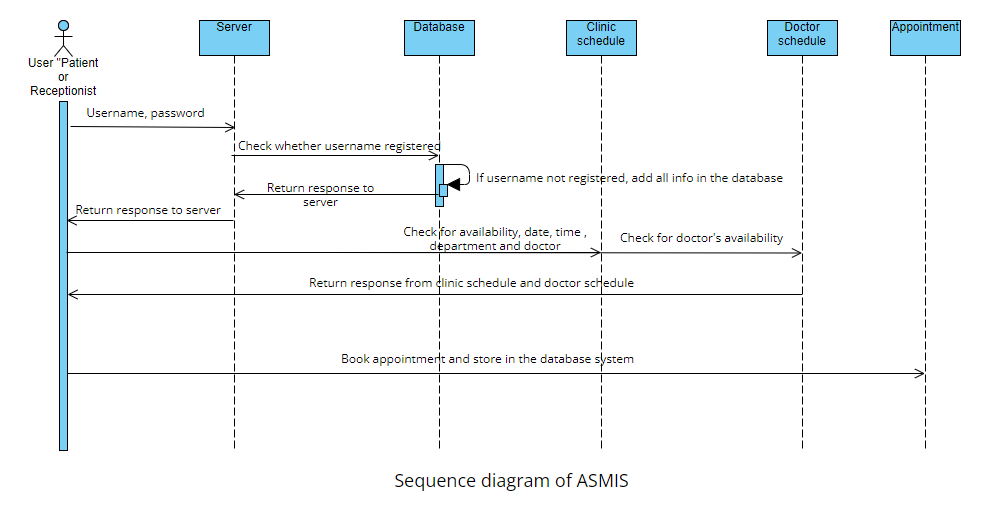 Server
Database
Clinic
schedule
Doctor
schedule
Appointment
User "Patient
or
Receptionist
Username, password
Check whether username registered
If username not registered, add all info in the database
Return response to
server
Return response to server
Check for availability, date, time ,
department and doctor
Check for doctor's availability
Return response from clinic schedule and doctor schedule
Book appointment and store in the database system
Sequence diagram of ASMIS